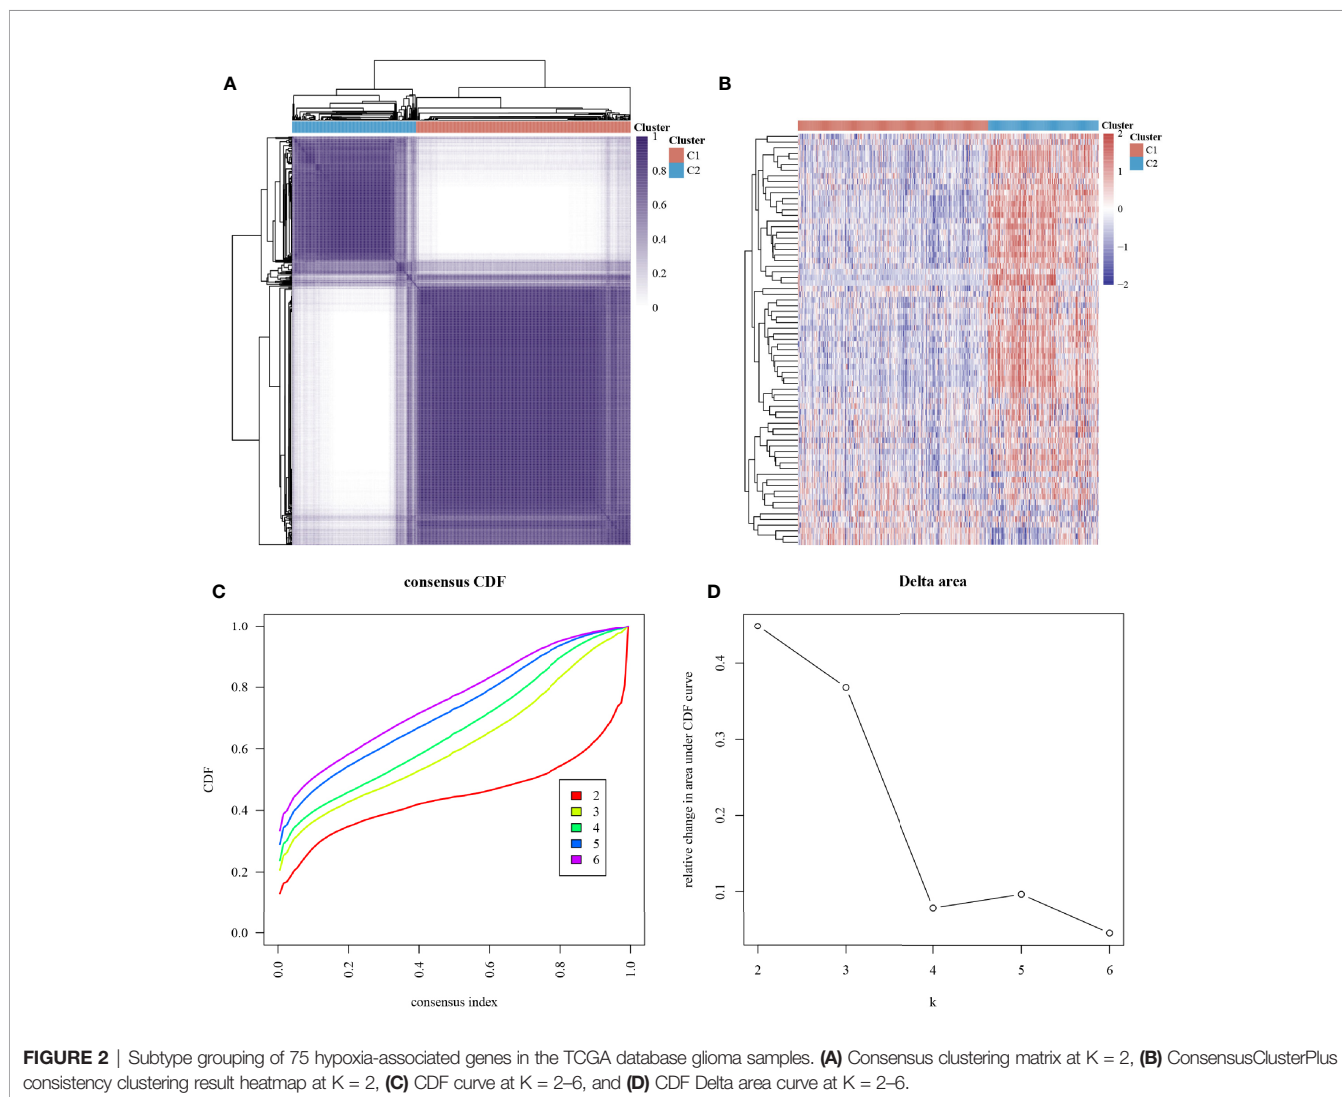 A
Cluster
1
0.8
0.6
0.4
0.2
0
Cluster
C1
C2
B
Cluster
2
1
0
−1
−2
Cluster
C1
C2
C
consensus CDF
CDF
1.0
0.8
0.6
0.4
0.2
0.0
0.0
0.2
0.4
0.6
0.8
1.0
consensus index
2
3
4
5
6
D
Delta area
relative change in area under CDF curve
0.4
0.3
0.2
0.1
2
3
4
5
6
k
FIGURE 2 | Subtype grouping of 75 hypoxia-associated genes in the TCGA database glioma samples. (A) Consensus clustering matrix at K = 2, (B) ConsensusClusterPlus
consistency clustering result heatmap at K = 2, (C) CDF curve at K = 2–6, and (D) CDF Delta area curve at K = 2–6.